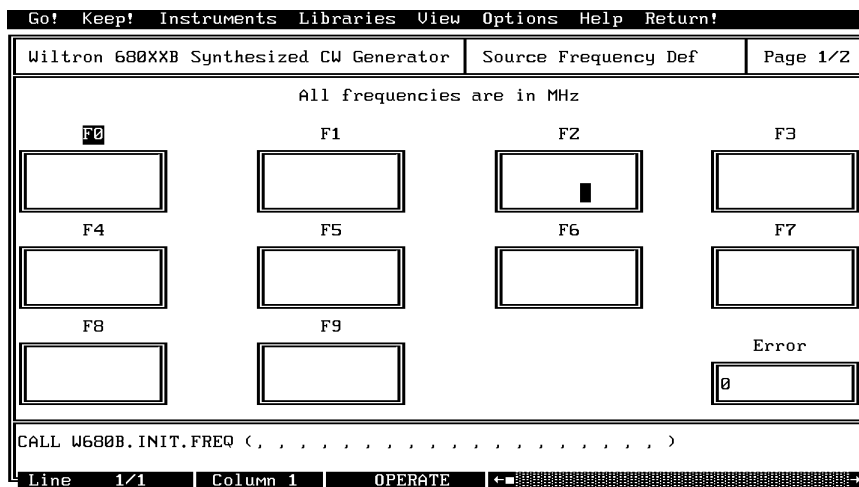 Go! Keep! Instruments Libraries View Options Help Return!
Wiltron 680XXB Synthesized CW Generator Source Frequency Def Page 1/2
All frequencies are in MHz
F0 F1 F2 F3
F4 F5 F6 F7
F8 F9
Error
0
CALL W680B.INIT.FREQ (, , , , , , , , , , , , , , , , , , , )
Line 1/1 Column 1 OPERATE